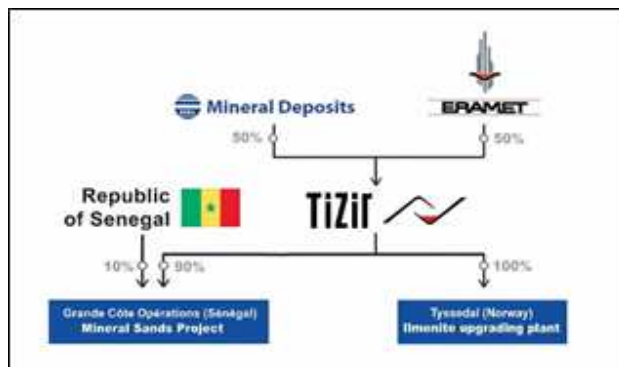 Mineral Deposits
ERAMET
50%
50%
Republic
of Senegal
TiZir
10%
90%
100%
Grande Côte Opérations (Sénégal)
Mineral Sands Project
Tyssedal (Norway)
Ilmenite upgrading plant